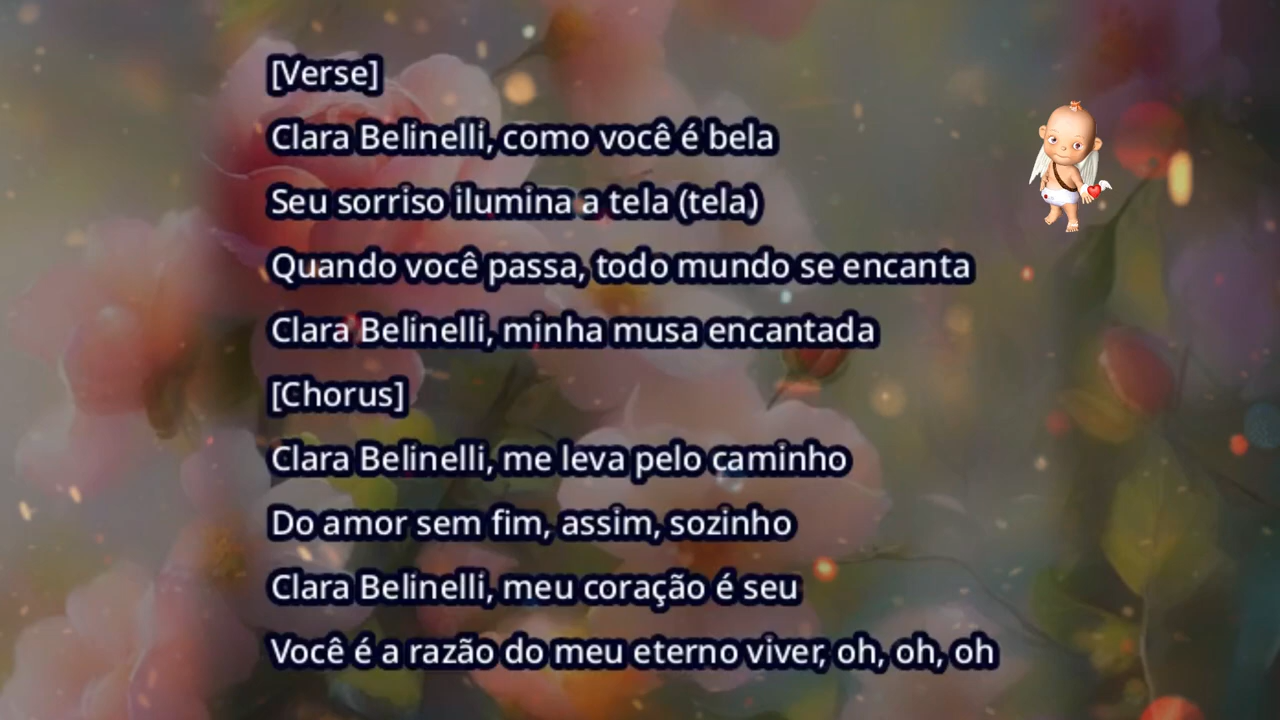 [Verse]
Clara Belinelli, como você é bela
Seu sorriso ilumina a tela (tela)
Quando você passa, todo mundo se encanta
Clara Belinelli, minha musa encantada
[Chorus]
Clara Belinelli, me leva pelo caminho
Do amor sem fim, assim, sozinho
Clara Belinelli, meu coração é seu
Você é a razão do meu eterno viver, oh, oh, oh